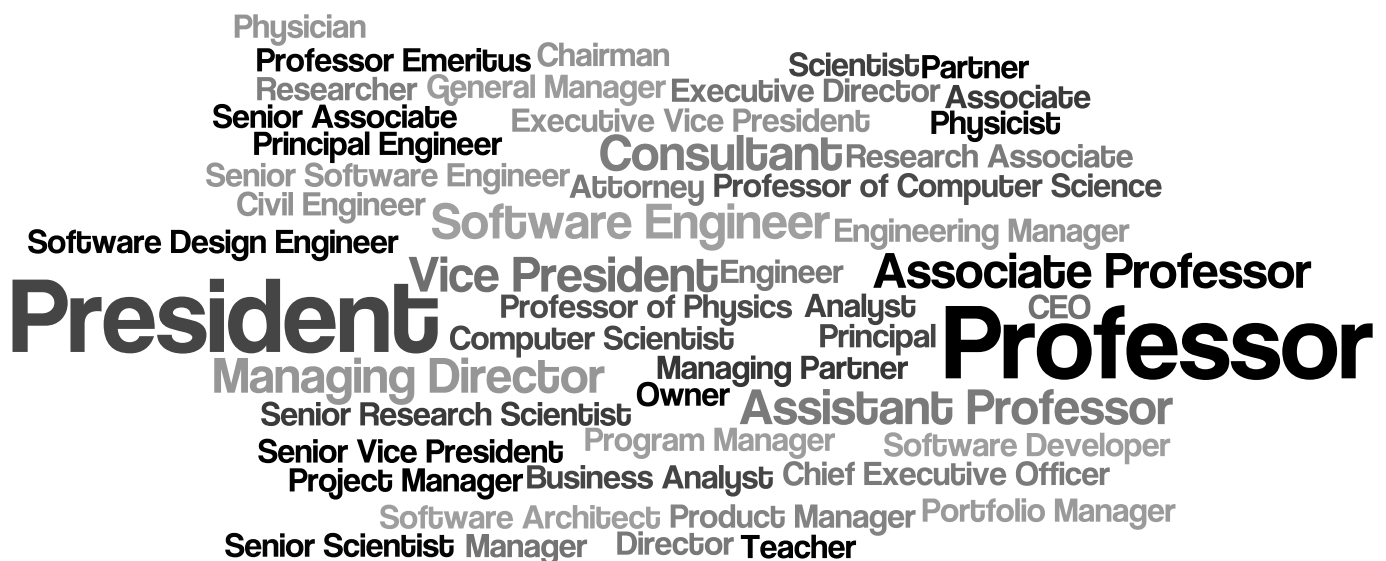 Physician
Professor Emeritus Chairman
Scientist Partner
Researcher General Manager Executive Director Associate
Senior Associate Executive Vice President Physicist
Principal Engineer Consultant Research Associate
Senior Software Engineer Attorney Professor of Computer Science
Civil Engineer Software Engineer Engineering Manager
Software Design Engineer
Vice President Engineer Associate Professor
President Professor of Physics Analyst CEO
Computer Scientist Principal Professor
Managing Director Managing Partner
Owner
Senior Research Scientist Assistant Professor
Senior Vice President Program Manager Software Developer
Project Manager Business Analyst Chief Executive Officer
Software Architect Product Manager Portfolio Manager
Senior Scientist Manager Director Teacher